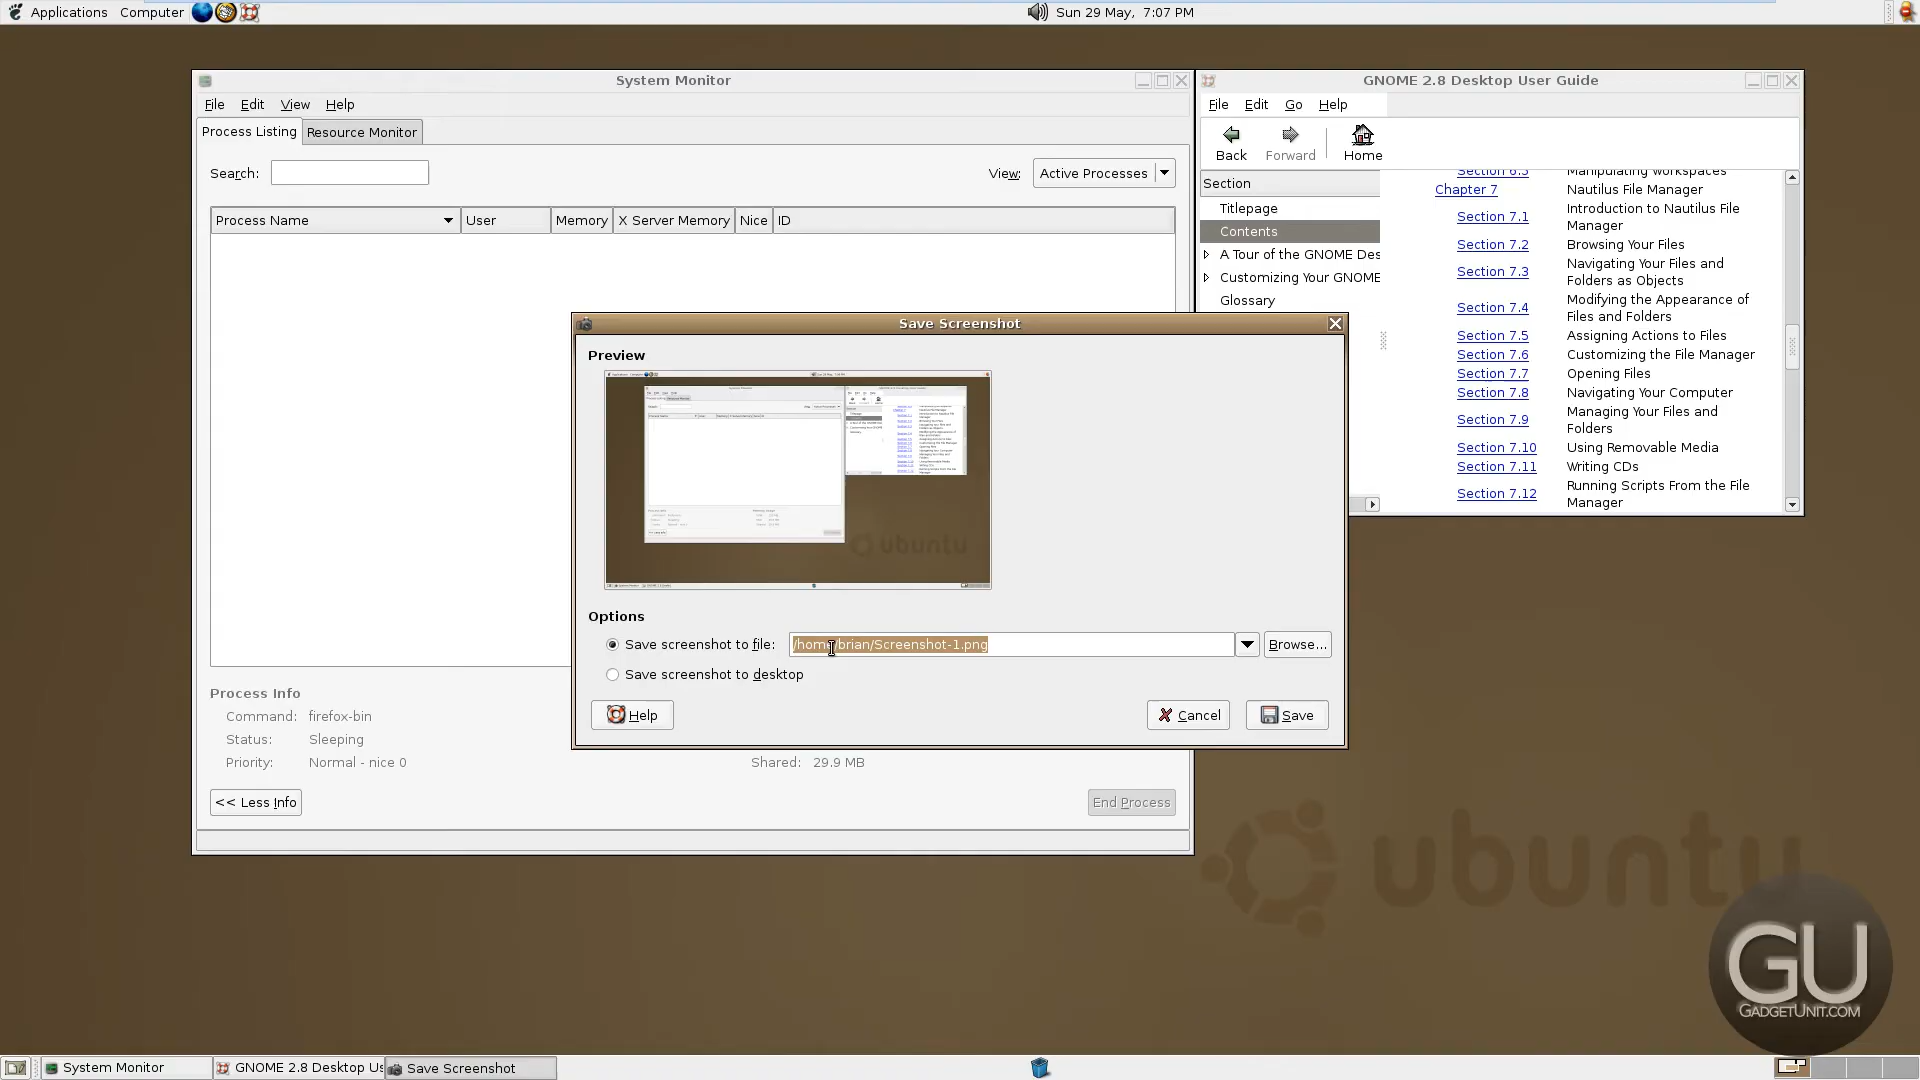 Applications Computer Sun 29 May, 7:07 PM
System Monitor
File Edit View Help
Process Listing Resource Monitor
Search: View: Active Processes
Process Name User Memory X Server Memory Nice ID
Process Info
Command: firefox-bin
Status: Sleeping
Priority: Normal - nice 0
Shared: 29.9 MB
<< Less Info End Process
GNOME 2.8 Desktop User Guide
File Edit Go Help
Back Forward Home
Section
Titlepage
Contents
A Tour of the GNOME Des
Customizing Your GNOME
Glossary
Section 6.3 Manipulating Workspaces
Chapter 7 Nautilus File Manager
Section 7.1 Introduction to Nautilus File
Manager
Section 7.2 Browsing Your Files
Section 7.3 Navigating Your Files and
Folders as Objects
Section 7.4 Modifying the Appearance of
Files and Folders
Section 7.5 Assigning Actions to Files
Section 7.6 Customizing the File Manager
Section 7.7 Opening Files
Section 7.8 Navigating Your Computer
Section 7.9 Managing Your Files and
Folders
Section 7.10 Using Removable Media
Section 7.11 Writing CDs
Section 7.12 Running Scripts From the File
Manager
Save Screenshot
Preview
ubuntu
Options
Save screenshot to file: /home/brian/Screenshot-1.png Browse...
Save screenshot to desktop
Help Cancel Save
ubuntu
GU
GADGETUNIT.COM
System Monitor GNOME 2.8 Desktop Us Save Screenshot